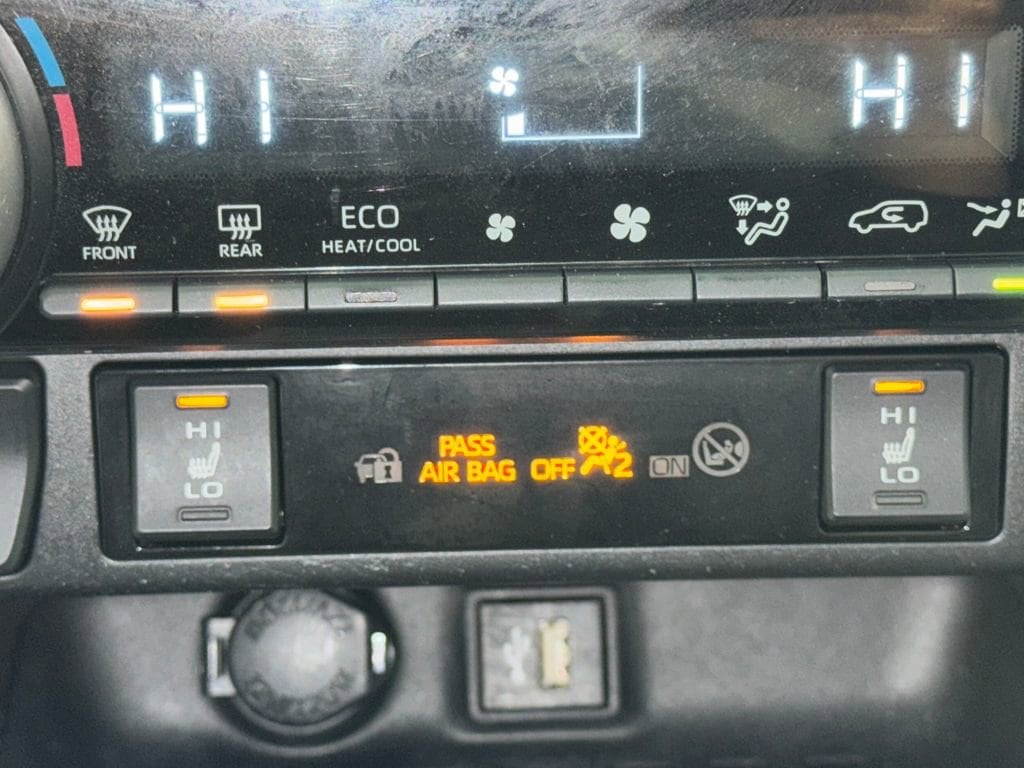 HI HI
FRONT REAR ECO
HEAT/COOL
HI HI
PASS
AIR BAG OFF 2 ON
LO LO